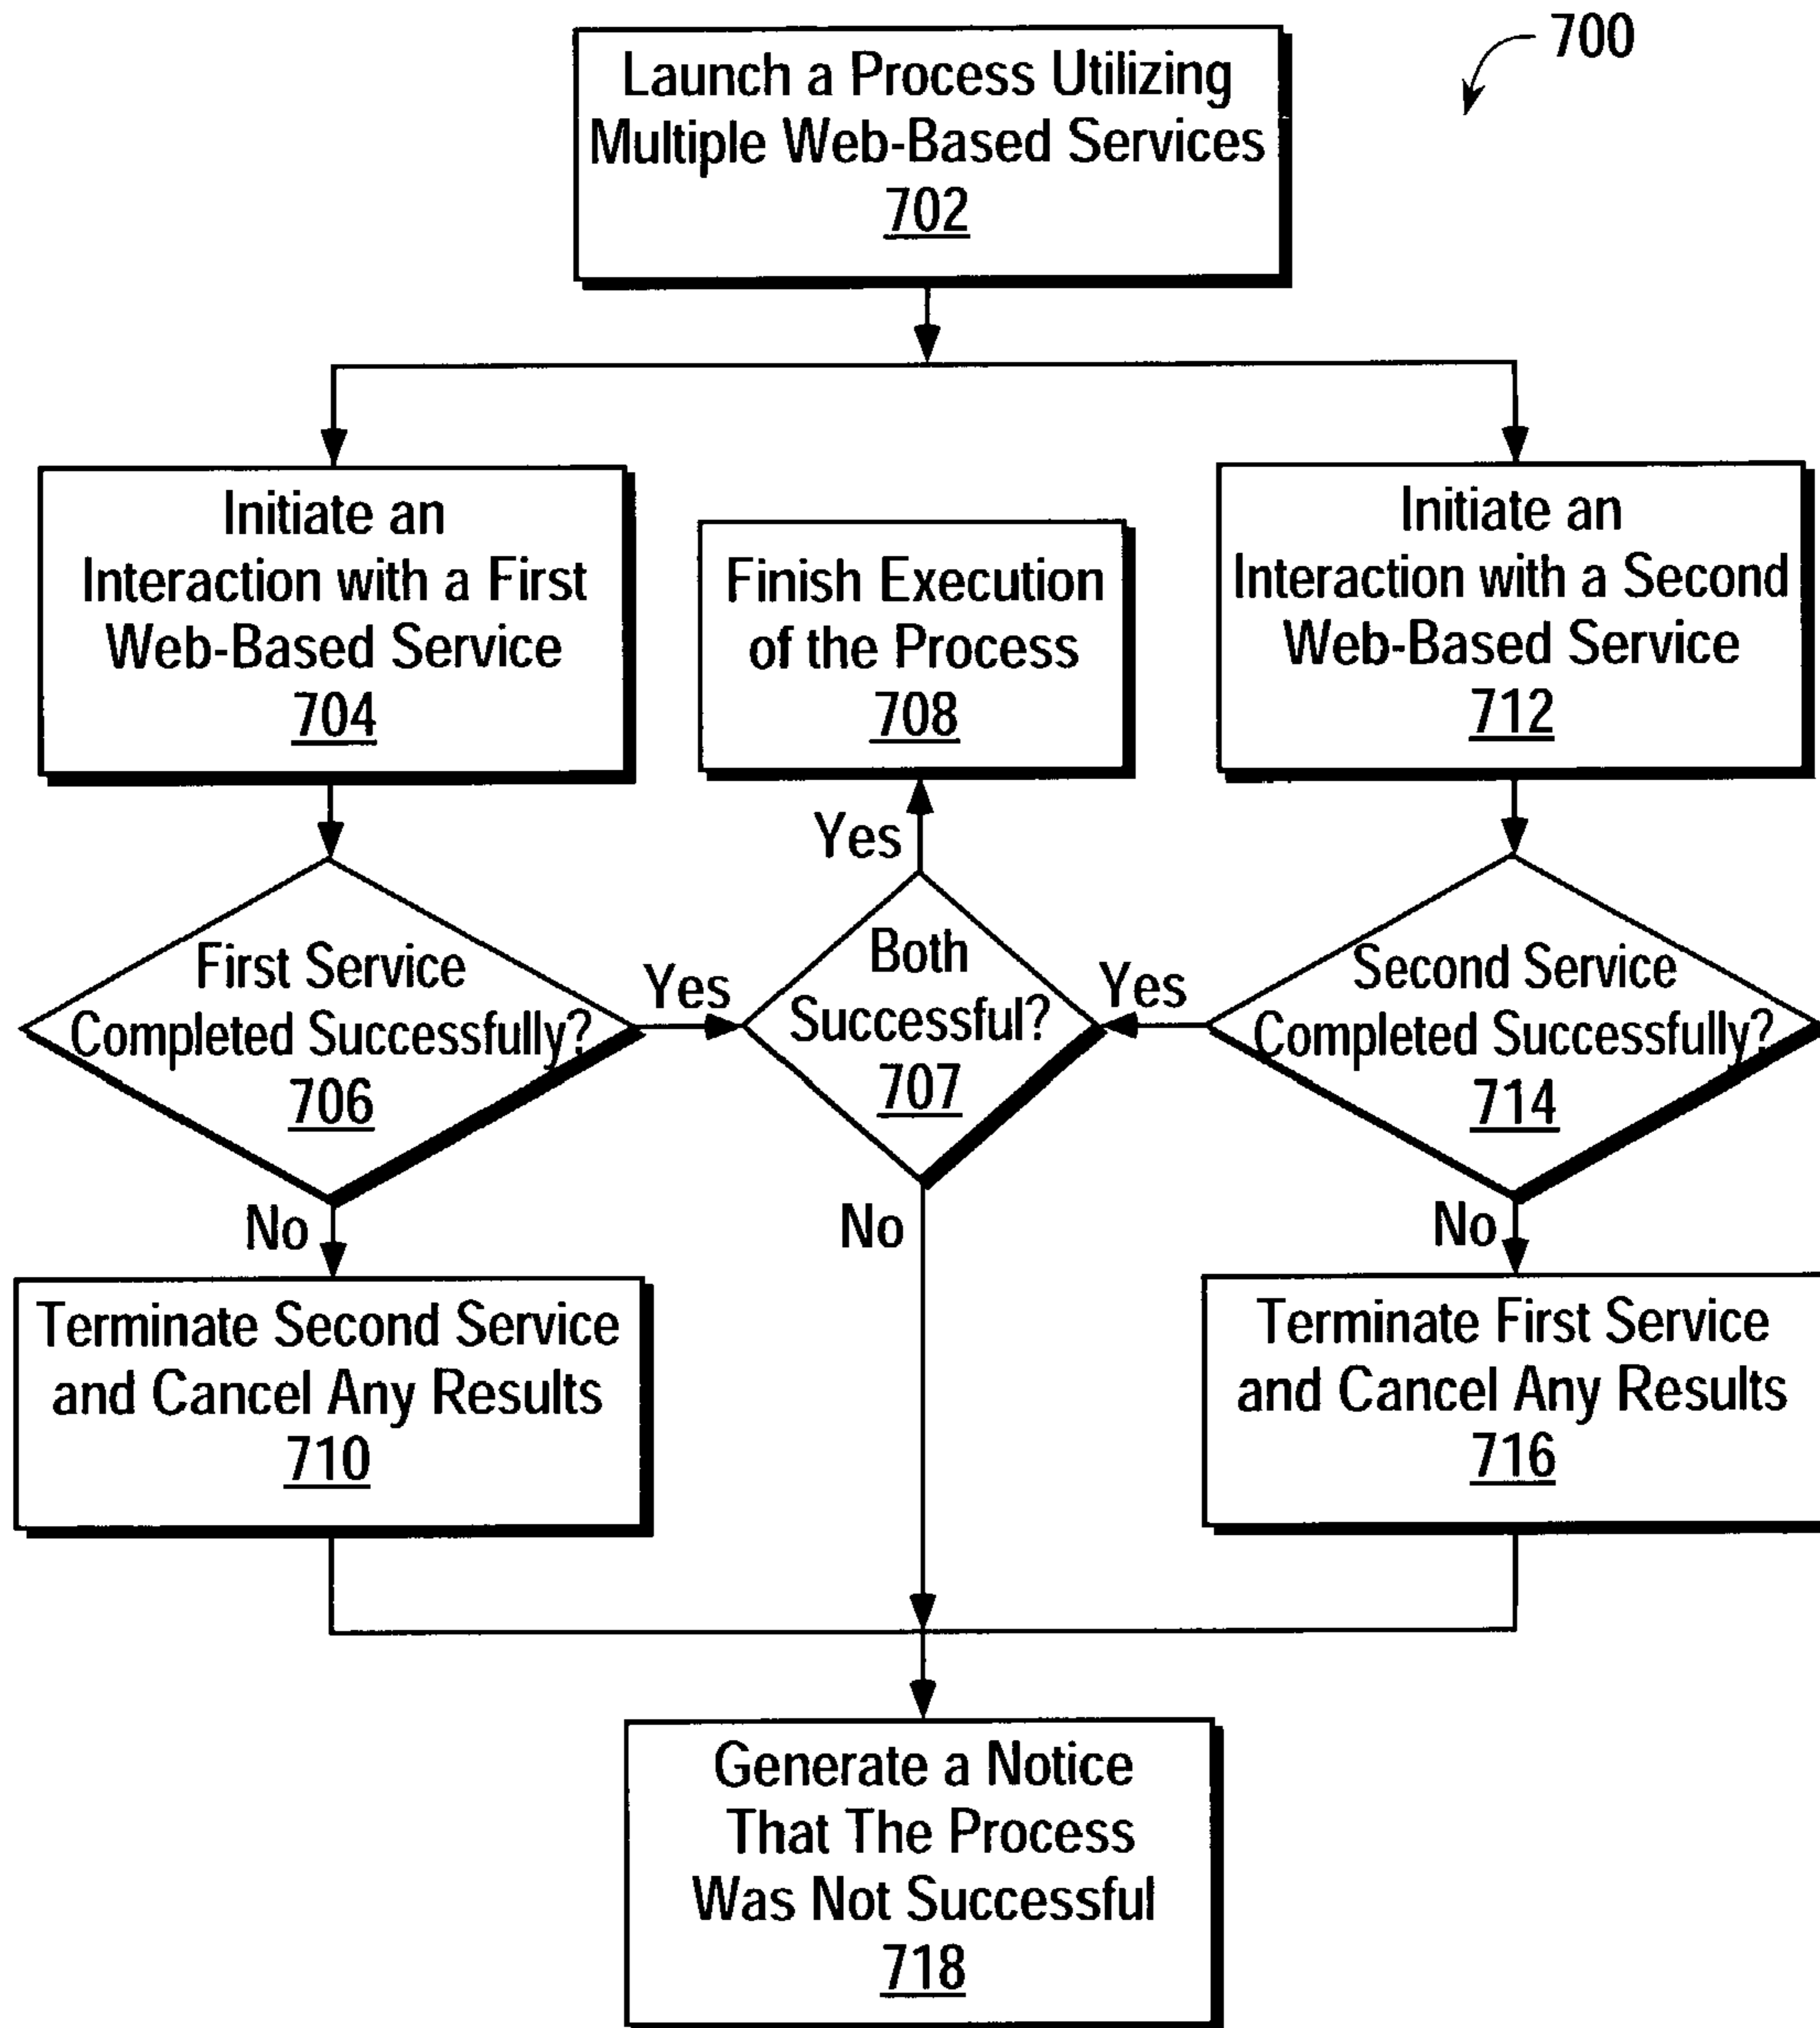 700
Launch a Process Utilizing
Multiple Web-Based Services
702
Initiate an
Interaction with a First
Web-Based Service
704
Finish Execution
of the Process
708
Initiate an
Interaction with a Second
Web-Based Service
712
Yes
First Service
Completed Successfully?
706
Yes
Both
Successful?
707
Yes
Second Service
Completed Successfully?
714
No
No
No
Terminate Second Service
and Cancel Any Results
710
Terminate First Service
and Cancel Any Results
716
Generate a Notice
That The Process
Was Not Successful
718